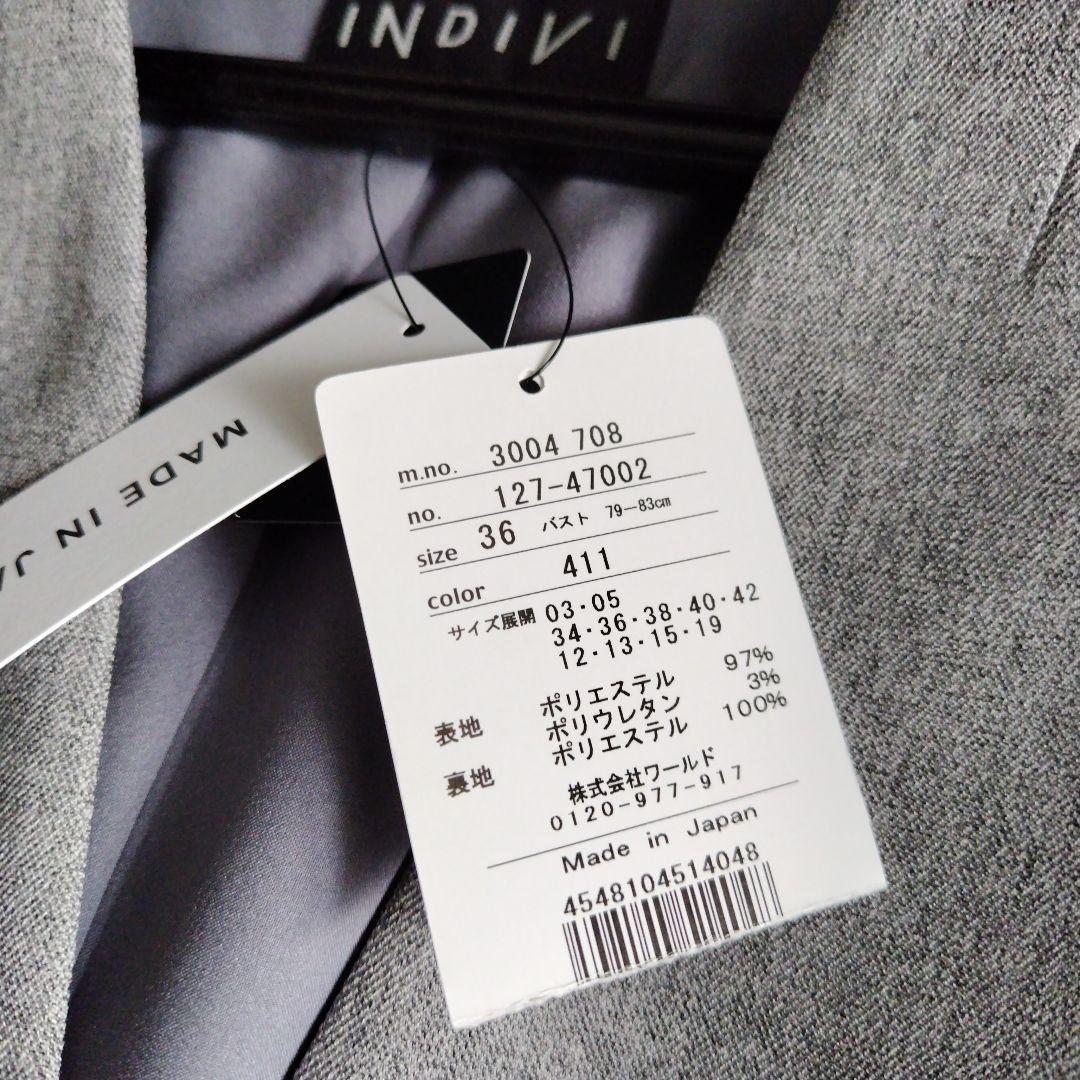 INDIVI
MADE IN JA
m.no. 3004 708
no. 127-47002
size 36 バスト 79-83cm
color 411
サイズ展開 03・05
34・36・38・40・42
12・13・15・19
表地 ポリエステル 97%
ポリウレタン 3%
裏地 ポリエステル 100%
株式会社ワールド
0120-977-917
Made in Japan
4548104514048